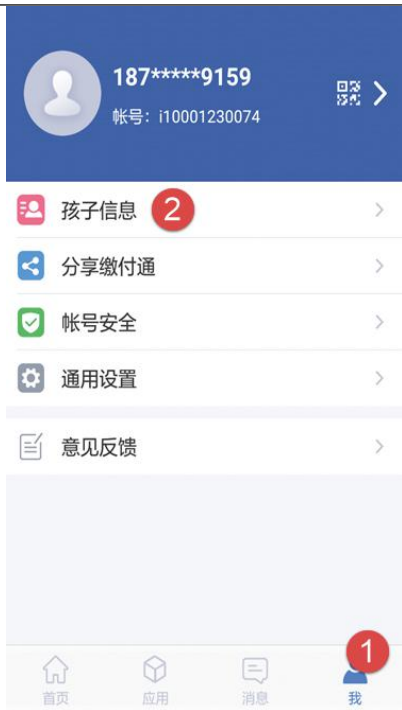 187*****9159
帐号：i10001230074
孩子信息 2
分享缴付通
帐号安全
通用设置
意见反馈
1
首页 应用 消息 我